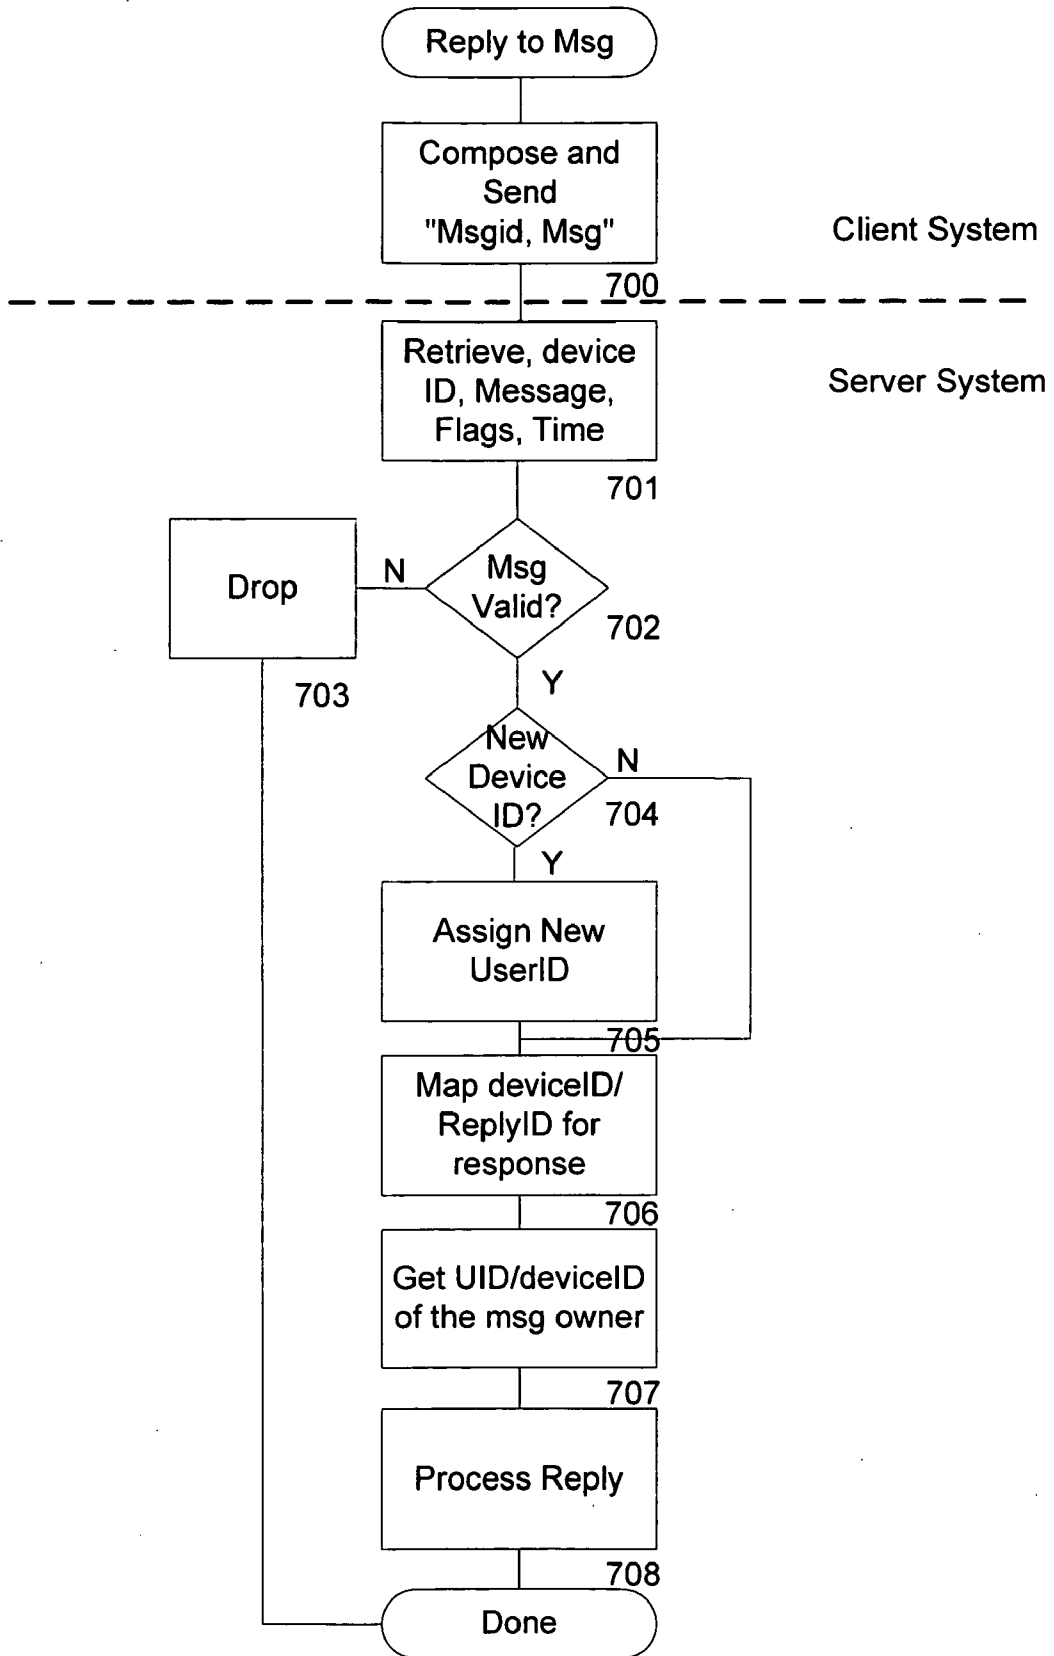 Reply to Msg
Compose and
Send
"Msgid, Msg"
Client System
700
Retrieve, device
ID, Message,
Flags, Time
Server System
701
Msg
Valid?
N
Drop
702
703
Y
New
Device
ID?
N
704
Y
Assign New
UserID
705
Map deviceID/
ReplyID for
response
706
Get UID/deviceID
of the msg owner
707
Process Reply
708
Done